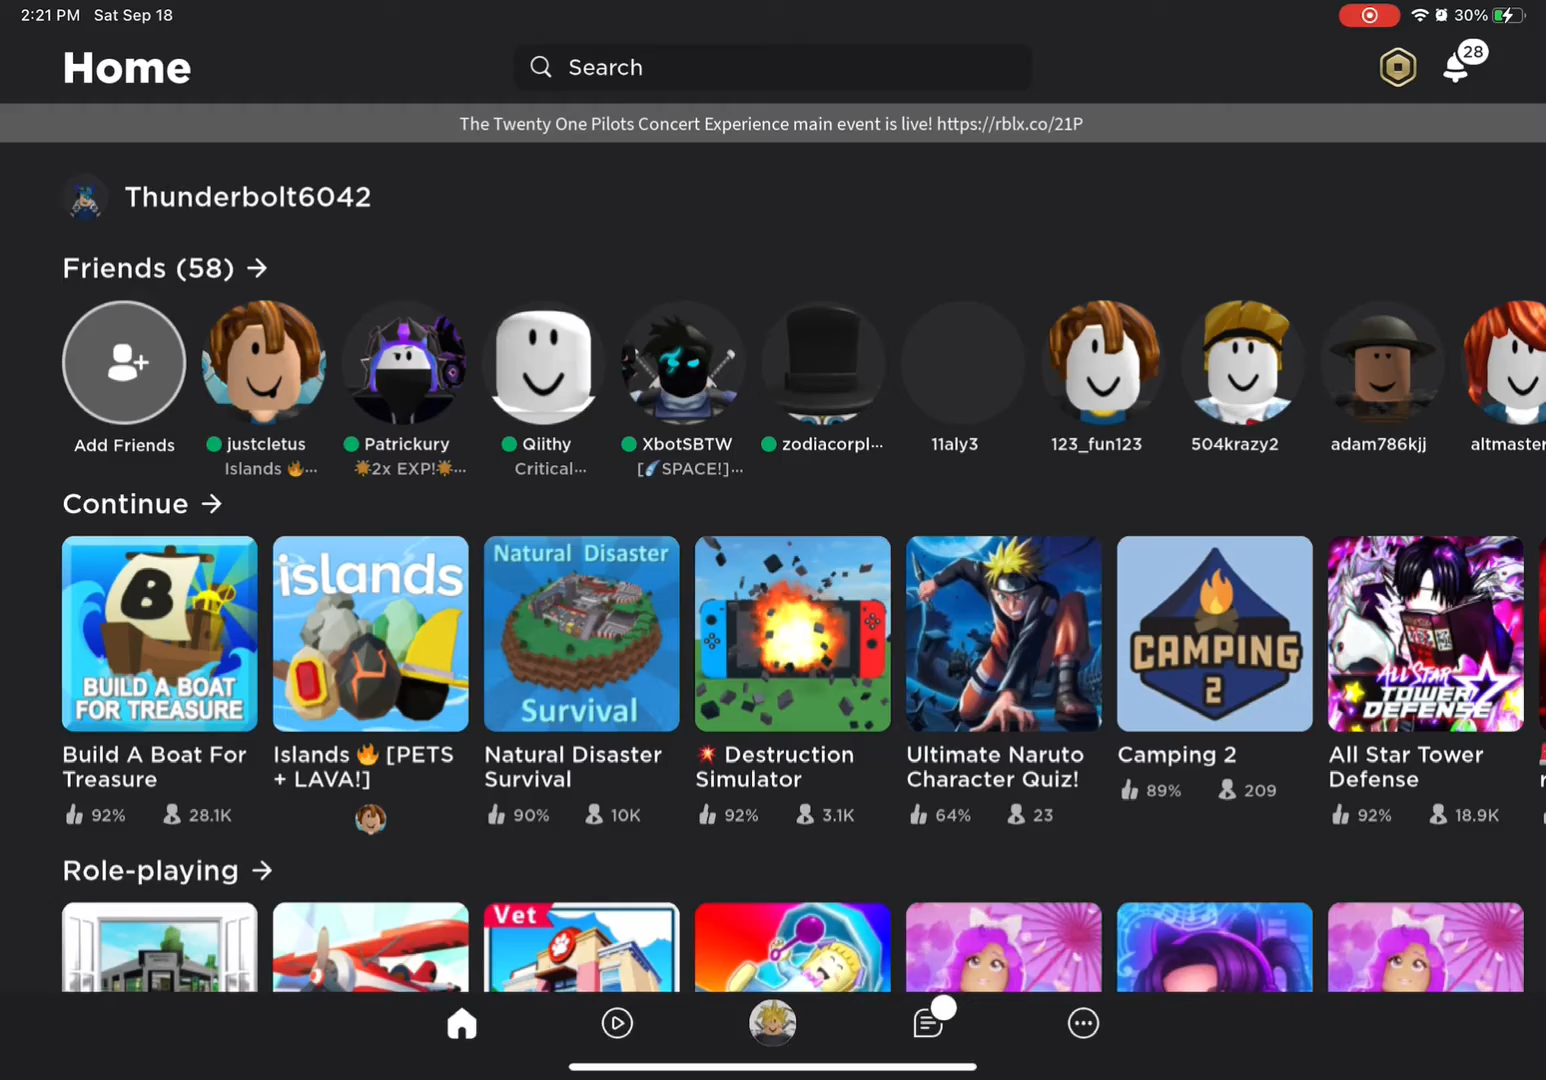 2:21 PM Sat Sep 18 30%
Home
Search
28
The Twenty One Pilots Concert Experience main event is live! https://rblx.co/21P
Thunderbolt6042
Friends (58) →
Add Friends
justcletus
Islands 🔥...
Patrickury
🌟2x EXP!🌟...
Qiithy
Critical...
XbotSBTW
[🌠SPACE!]...
zodiacorpl...
11aly3
123_fun123
504krazy2
adam786kjj
altmaster
Continue →
B
BUILD A BOAT
FOR TREASURE
islands
Natural Disaster
Survival
CAMPING
2
ALL STAR
TOWER
DEFENSE
Build A Boat For
Treasure
92% 28.1K
Islands 🔥 [PETS
+ LAVA!]
Natural Disaster
Survival
90% 10K
💥 Destruction
Simulator
92% 3.1K
Ultimate Naruto
Character Quiz!
64% 23
Camping 2
89% 209
All Star Tower
Defense
92% 18.9K
Role-playing →
Vet